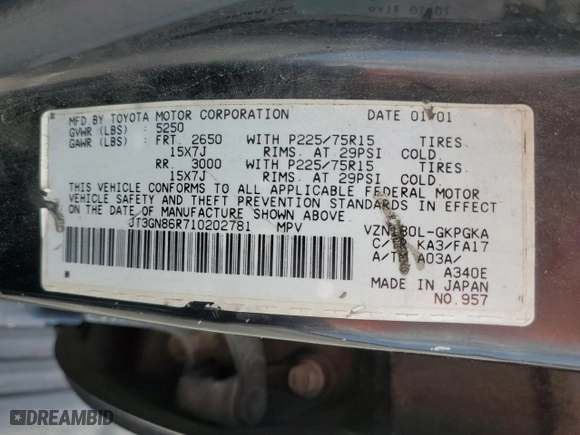 MFD BY TOYOTA MOTOR CORPORATION DATE 01/01
GVWR (LBS) : 5250
GAWR (LBS) : FRT. 2650 WITH P225/75R15 TIRES
15X7J RIMS. AT 29PSI COLD.
RR. 3000 WITH P225/75R15 TIRES
15X7J RIMS. AT 29PSI COLD.
THIS VEHICLE CONFORMS TO ALL APPLICABLE FEDERAL MOTOR
VEHICLE SAFETY AND THEFT PREVENTION STANDARDS IN EFFECT
ON THE DATE OF MANUFACTURE SHOWN ABOVE.
JT3GN86R710202781 MPV VZN180L-GKPGKA
KA3/FA17
A03A/
A340E
MADE IN JAPAN
NO.957
DREAMBID